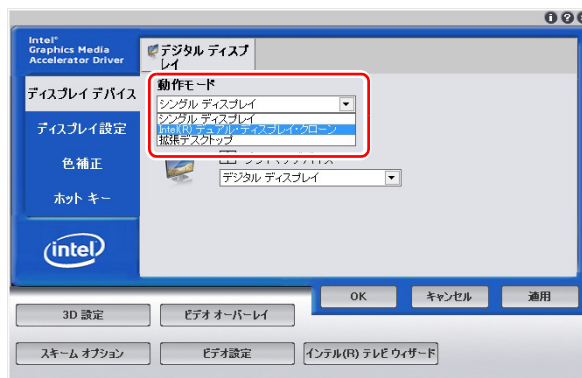 Intel®
Graphics Media
Accelerator Driver
デジタル ディスプ
レイ
ディスプレイ デバイス
ディスプレイ設定
色補正
ホット キー
intel
動作モード
シングル ディスプレイ
シングル ディスプレイ
Intel(R) デュアル・ディスプレイ・クローン
拡張デスクトップ
デジタル ディスプレイ
OK
キャンセル
適用
3D 設定
ビデオ オーバーレイ
スキーム オプション
ビデオ設定
インテル(R) テレビ ウィザード